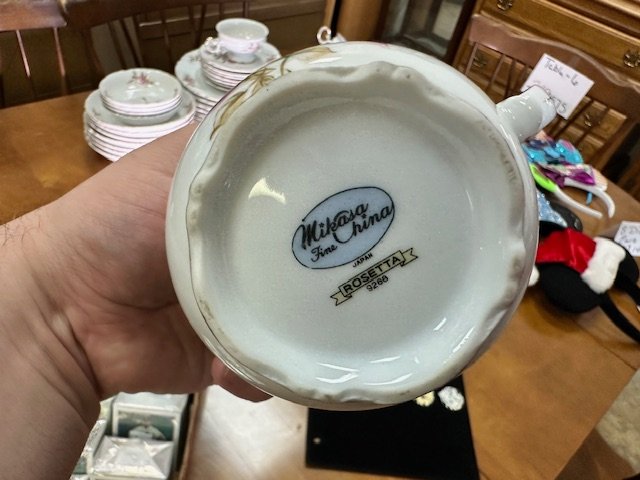 Mikasa
Fine China
JAPAN
ROSETTA
9266